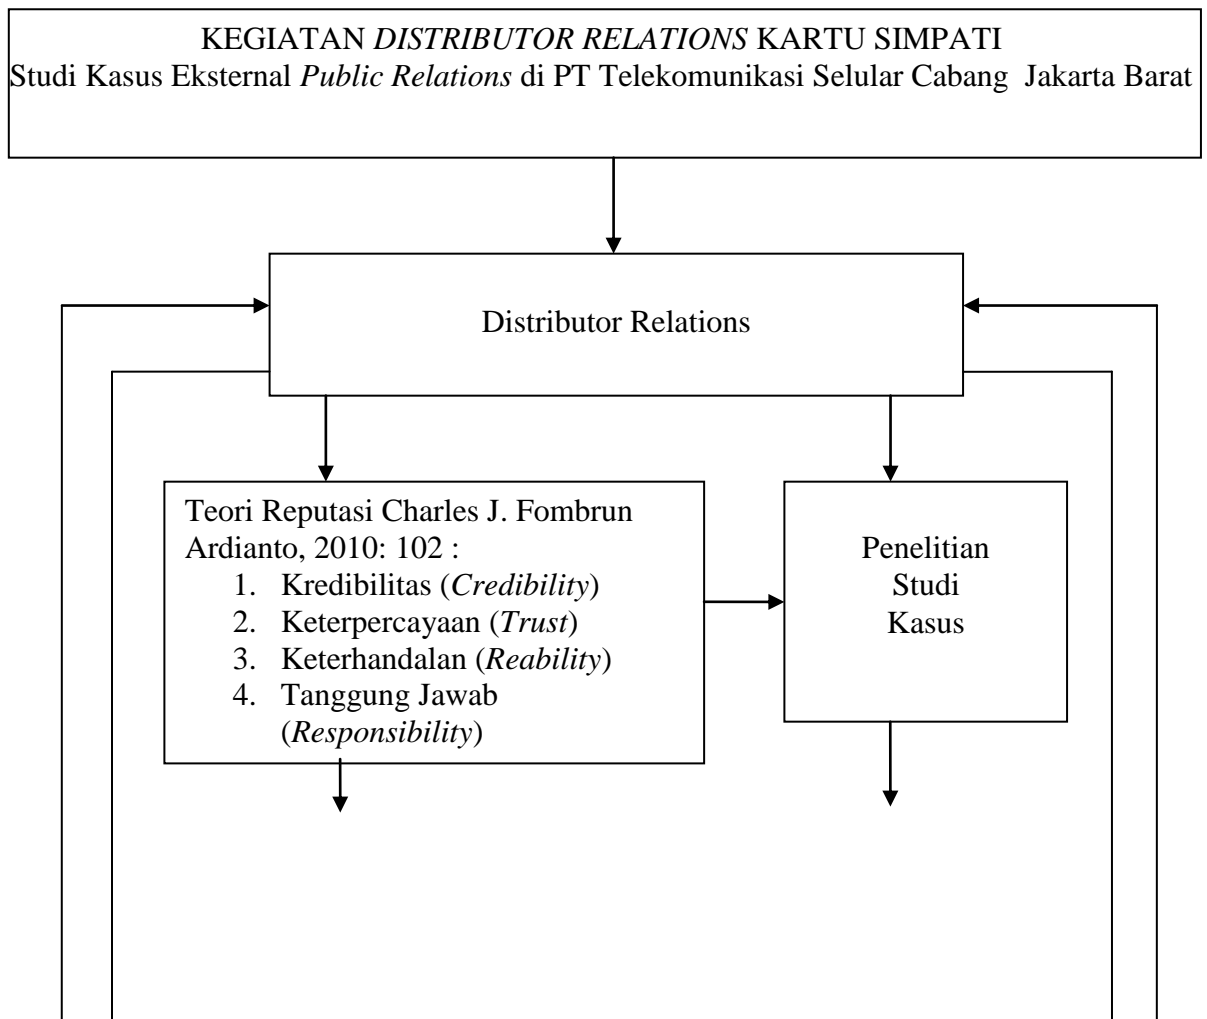 KEGIATAN DISTRIBUTOR RELATIONS KARTU SIMPATI
Studi Kasus Eksternal Public Relations di PT Telekomunikasi Selular Cabang Jakarta Barat
Distributor Relations
Teori Reputasi Charles J. Fombrun
Ardianto, 2010: 102 :
1. Kredibilitas (Credibility)
2. Keterpercayaan (Trust)
3. Keterhandalan (Reability)
4. Tanggung Jawab
(Responsibility)
Penelitian
Studi
Kasus